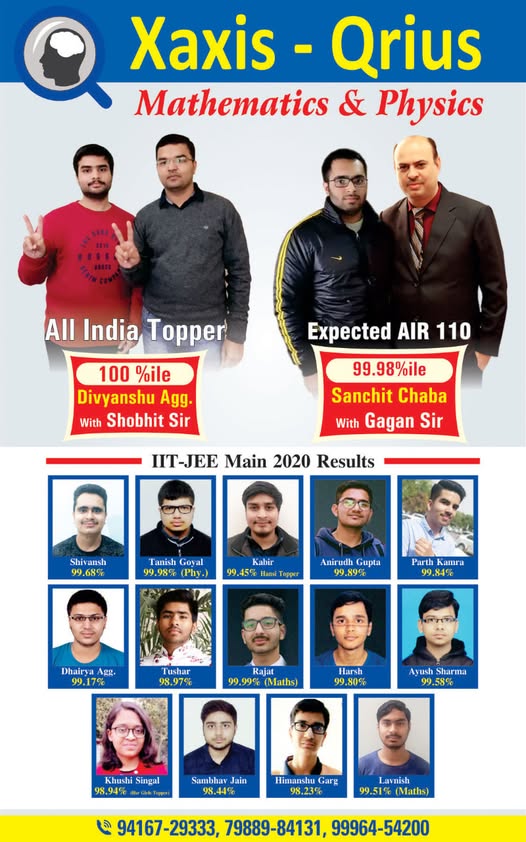 Xaxis - Qrius
Mathematics & Physics
All India Topper
100 %ile
Divyanshu Agg.
With Shobhit Sir
Expected AIR 110
99.98%ile
Sanchit Chaba
With Gagan Sir
IIT-JEE Main 2020 Results
Shivansh
99.68%
Tanish Goyal
99.98% (Phy.)
Kabir
99.45% Hansi Topper
Anirudh Gupta
99.89%
Parth Kamra
99.84%
Dhairya Agg.
99.17%
Tushar
98.97%
Rajat
99.99% (Maths)
Harsh
99.80%
Ayush Sharma
99.58%
Khushi Singal
98.94% (Hsr Girls Topper)
Sambhav Jain
98.44%
Himanshu Garg
98.23%
Lavnish
99.51% (Maths)
94167-29333, 79889-84131, 99964-54200